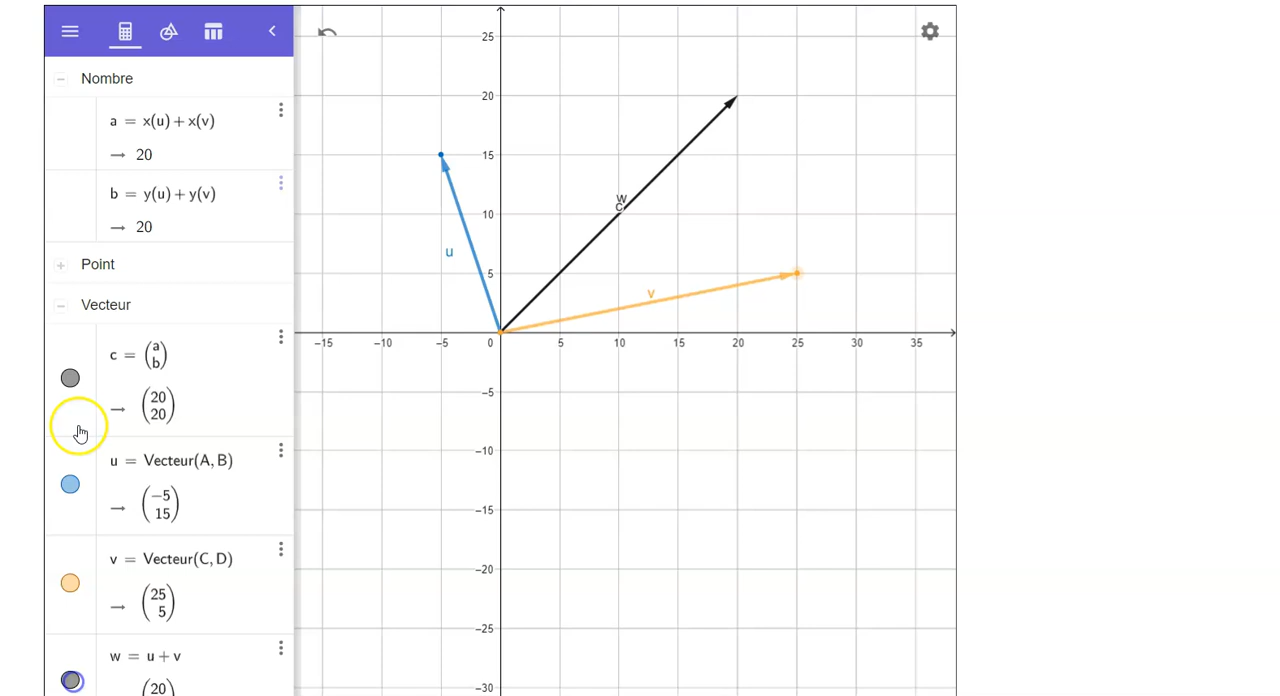 Nombre
a = x(u) + x(v)
→ 20
b = y(u) + y(v)
→ 20
Point
Vecteur
c = (a
b)
→ (20
20)
u = Vecteur(A, B)
→ (−5
15)
v = Vecteur(C, D)
→ (25
5)
w = u + v
(20
25
20
15
10
5
−15 −10 −5 0 5 10 15 20 25 30 35
−5
−10
−15
−20
−25
−30
w
c
u
v